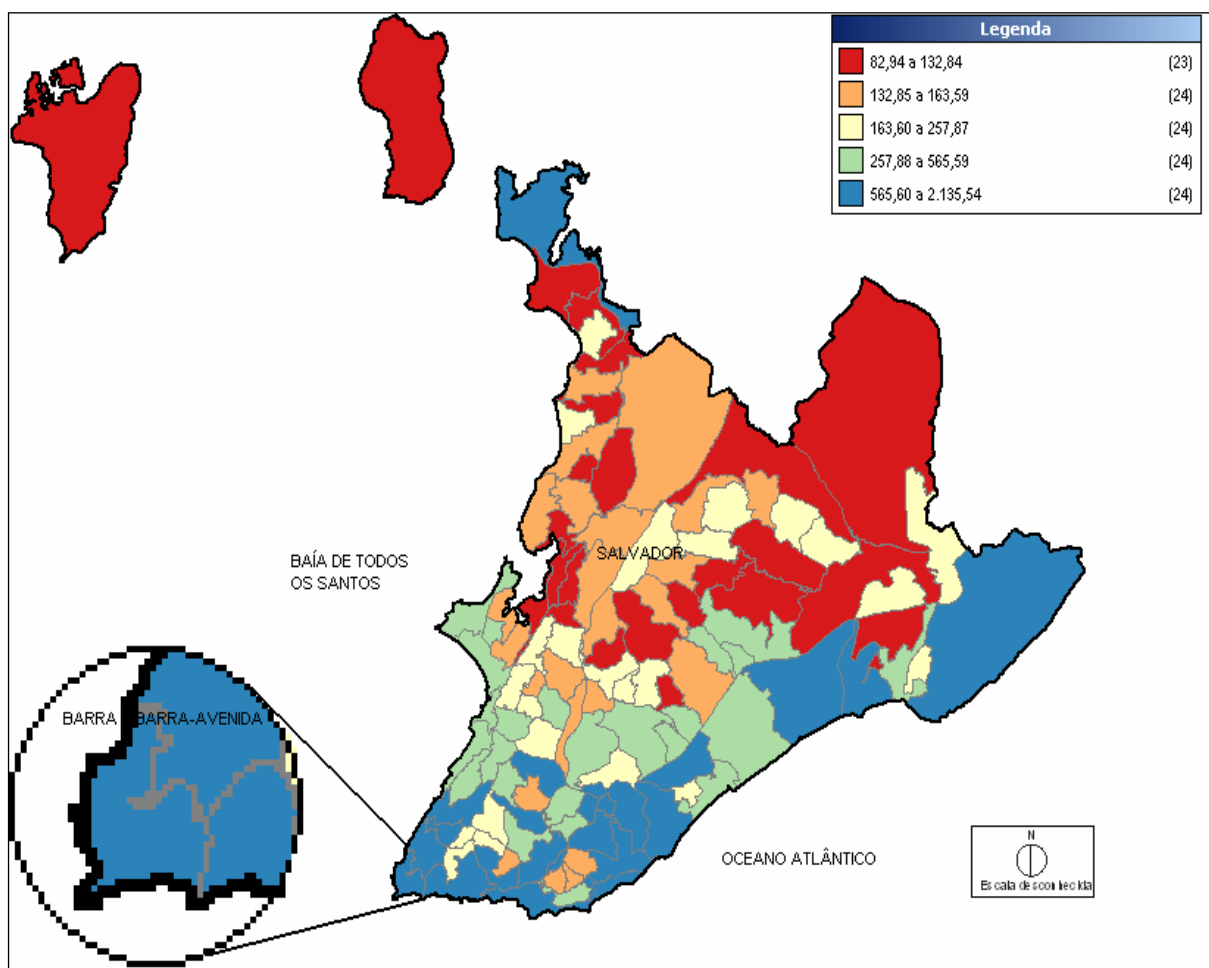 Legenda
82,94 a 132,84 (23)
132,85 a 163,59 (24)
163,60 a 257,87 (24)
257,88 a 565,59 (24)
565,60 a 2.135,54 (24)
SALVADOR
BAÍA DE TODOS
OS SANTOS
BARRA BARRA-AVENIDA
OCEANO ATLÂNTICO
N
Escala desconhecida